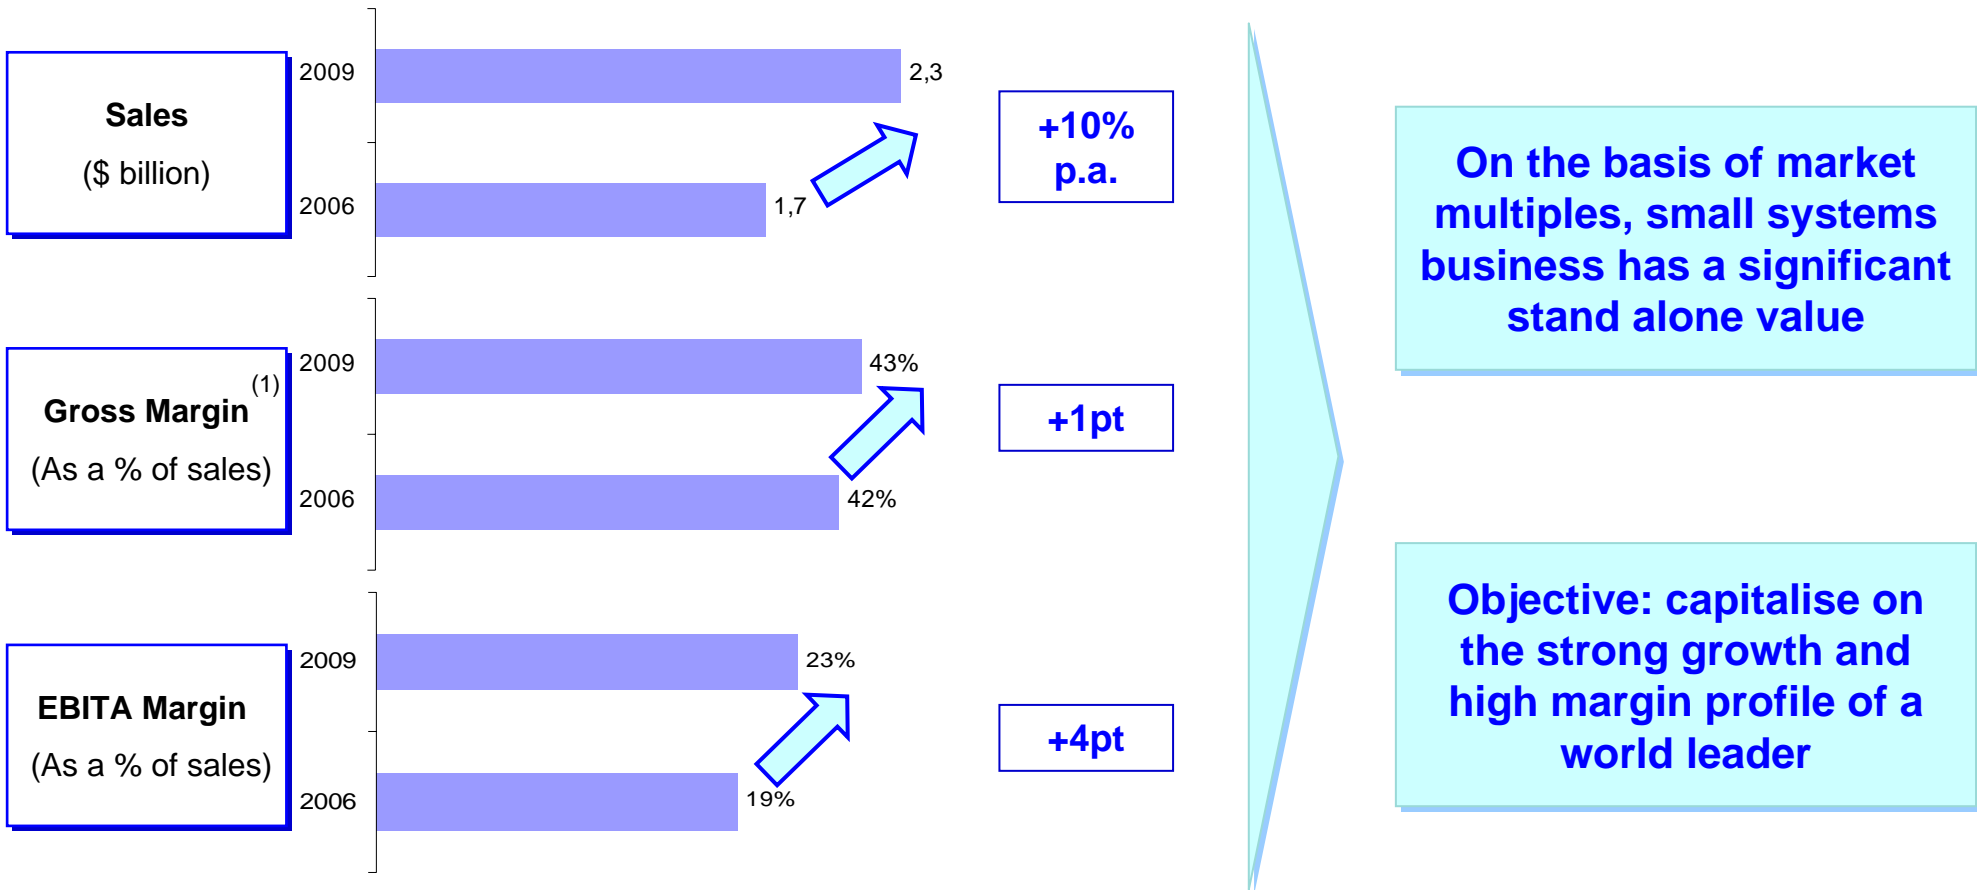 Sales
($ billion)
2009
2,3
2006
1,7
+10%
p.a.
Gross Margin (1)
(As a % of sales)
2009
43%
2006
42%
+1pt
EBITA Margin
(As a % of sales)
2009
23%
2006
19%
+4pt
On the basis of market
multiples, small systems
business has a significant
stand alone value
Objective: capitalise on
the strong growth and
high margin profile of a
world leader